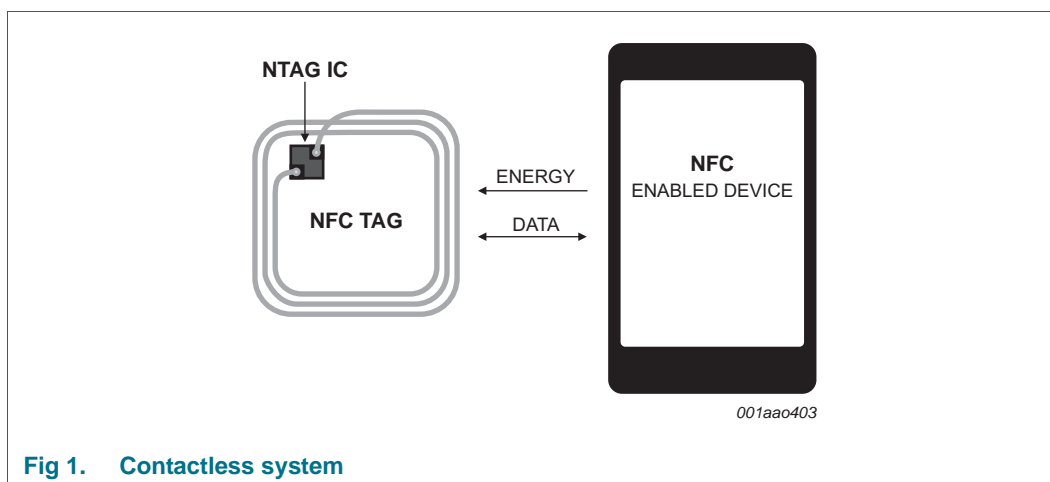 NTAG IC
NFC TAG
ENERGY
DATA
NFC
ENABLED DEVICE
001aao403
Fig 1. Contactless system